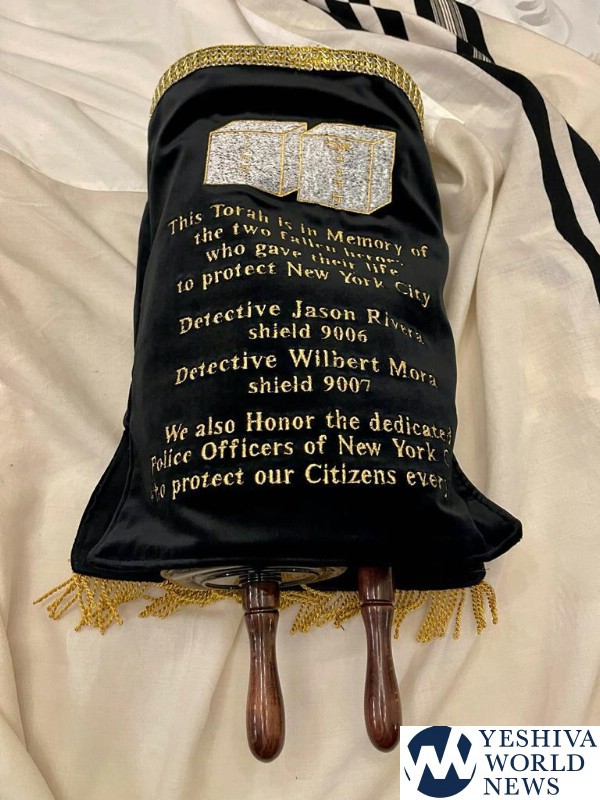 This Torah is in Memory of
the two fallen heroes
who gave their life
to protect New York City
Detective Jason Rivera
shield 9006
Detective Wilbert Mora
shield 9007
We also Honor the dedicated
Police Officers of New York C
to protect our Citizens every
YESHIVA
WORLD
NEWS